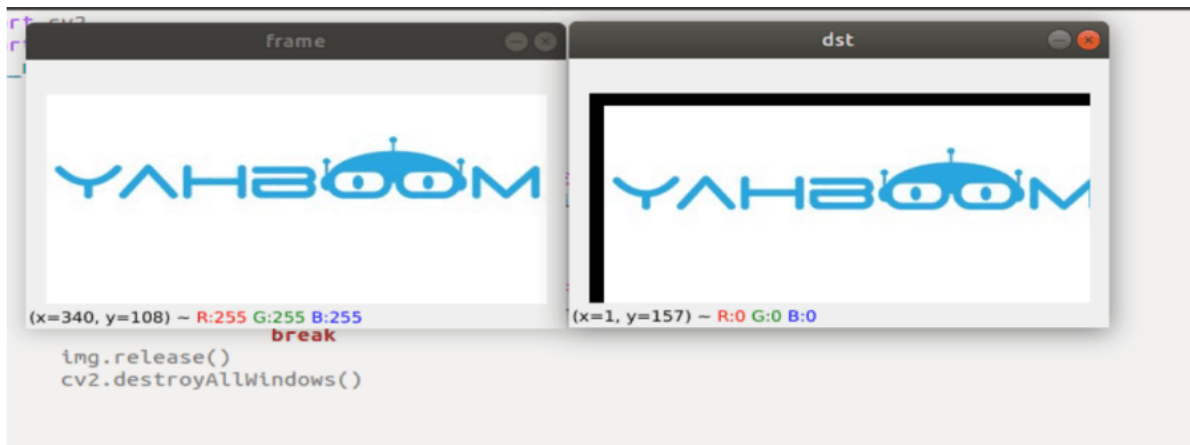 frame
dst
YAHBOOM
YAHBOOM
(x=340, y=108) ~ R:255 G:255 B:255
(x=1, y=157) ~ R:0 G:0 B:0
break
img.release()
cv2.destroyAllWindows()